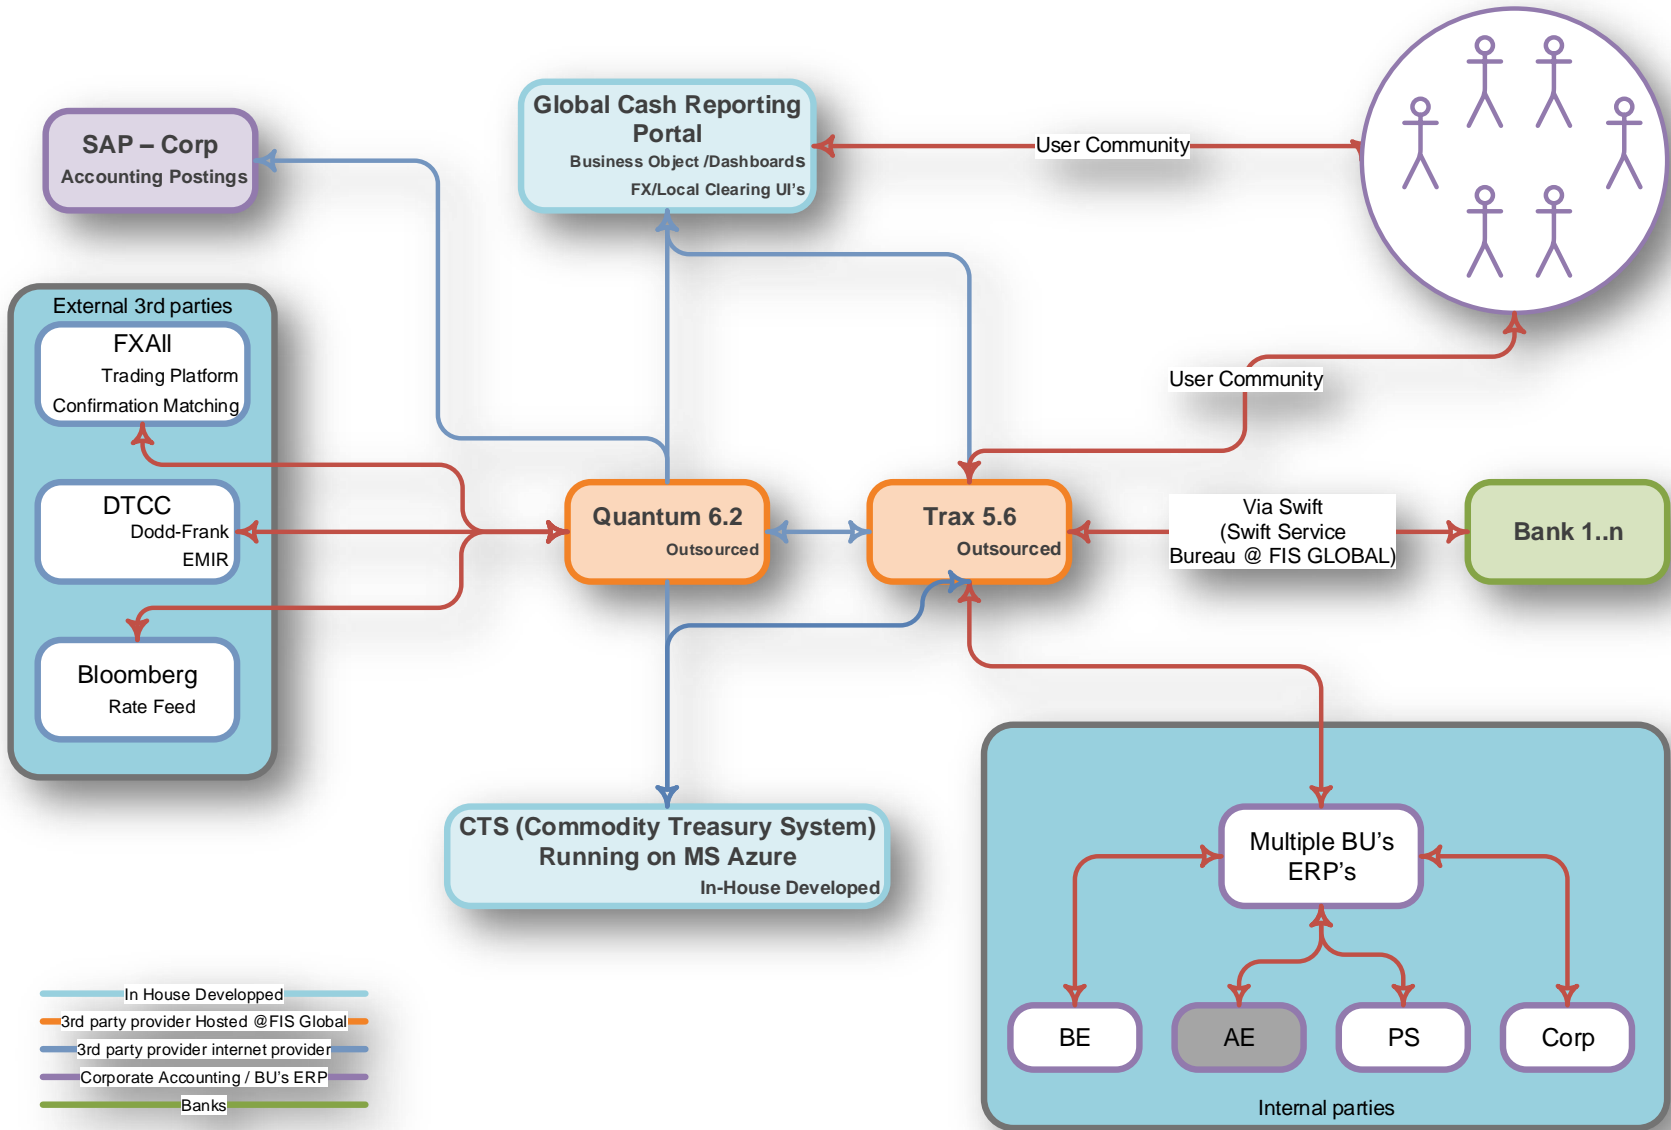 SAP – Corp
Accounting Postings
Global Cash Reporting
Portal
Business Object /Dashboards
FX/Local Clearing UI's
User Community
External 3rd parties
FXAll
Trading Platform
Confirmation Matching
User Community
DTCC
Dodd-Frank
EMIR
Quantum 6.2
Outsourced
Trax 5.6
Outsourced
Via Swift
(Swift Service
Bureau @ FIS GLOBAL)
Bank 1..n
Bloomberg
Rate Feed
CTS (Commodity Treasury System)
Running on MS Azure
In-House Developed
Multiple BU's
ERP's
BE
AE
PS
Corp
Internal parties
In House Developped
3rd party provider Hosted @FIS Global
3rd party provider internet provider
Corporate Accounting / BU's ERP
Banks